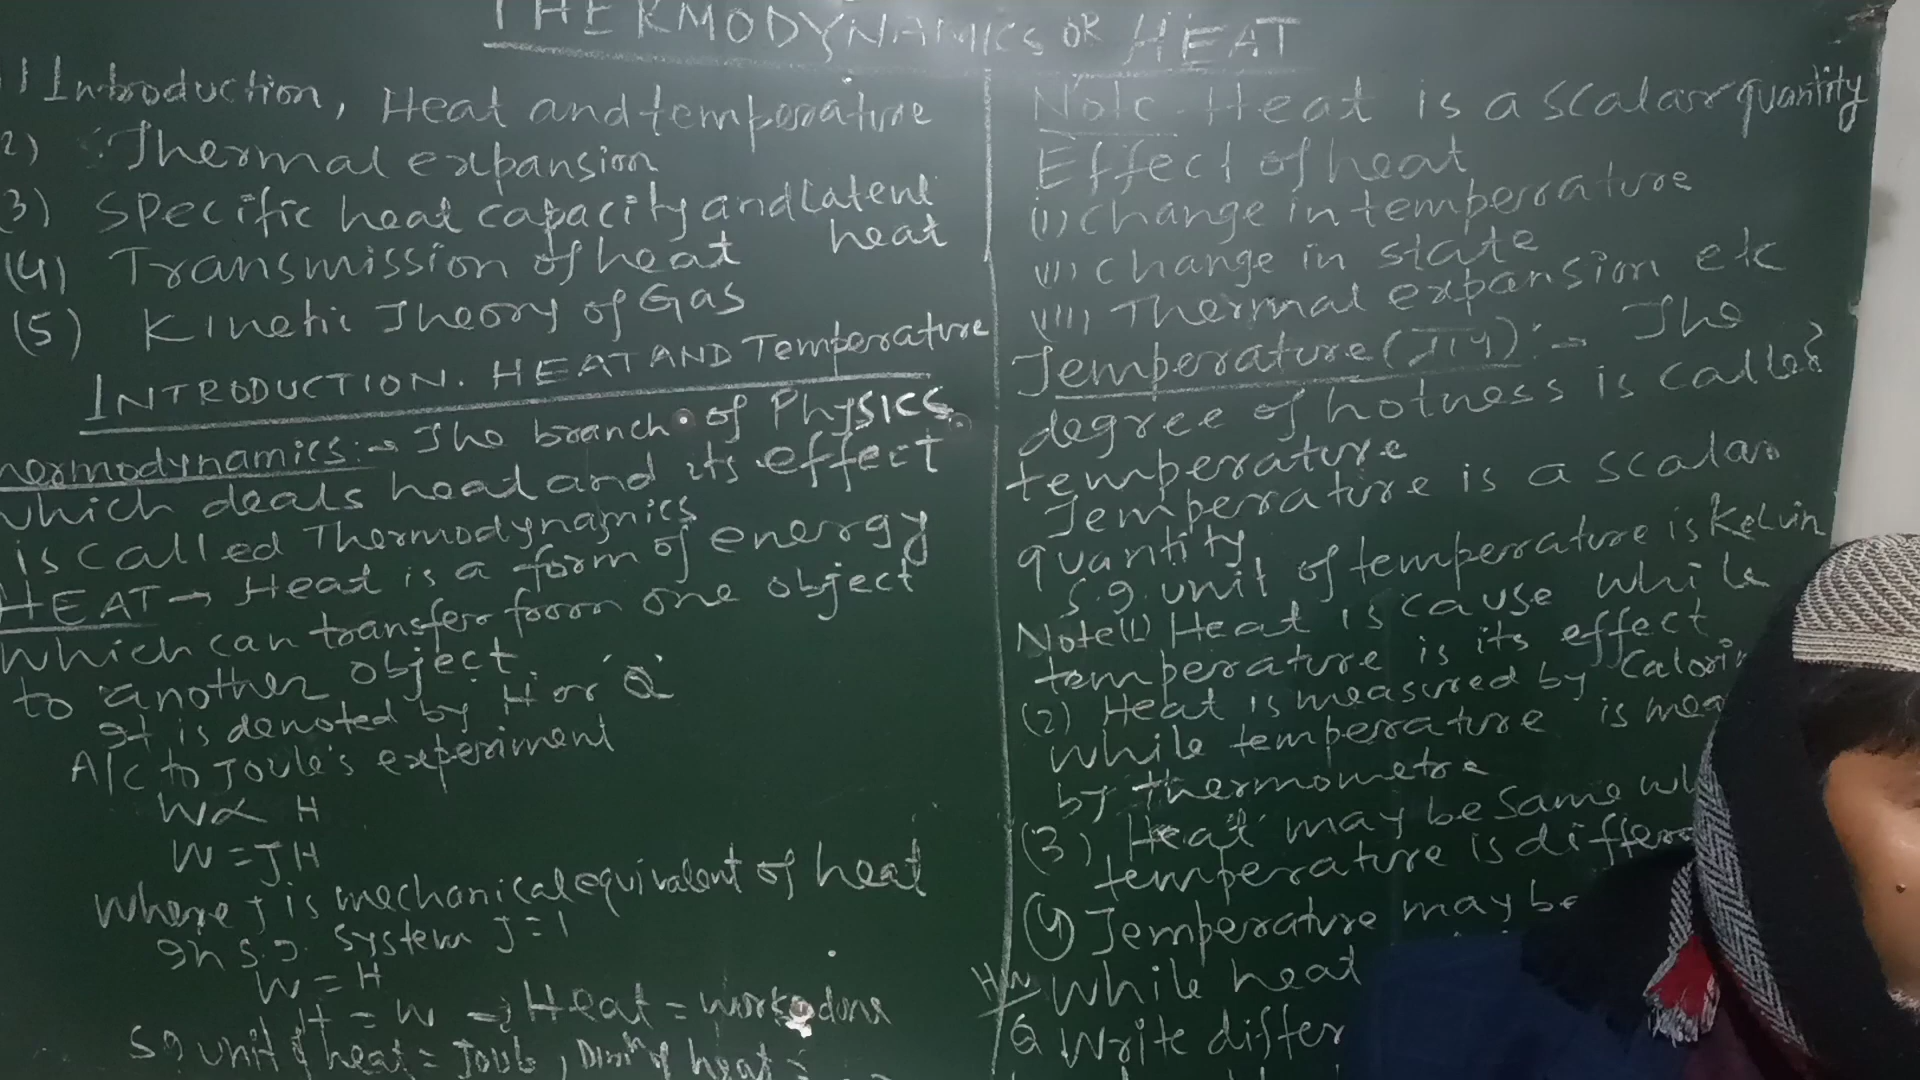 THERMODYNAMICS OR HEAT
1) Introduction, Heat and temperature
2) Thermal expansion
(3) Specific heat capacity and Latent
heat
(4) Transmission of heat
(5) Kinetic Theory of Gas
INTRODUCTION. HEAT AND Temperature
hermodynamics:- The branch of Physics
which deals head and its effect
is called Thermodynamics
HEAT → Heat is a form of energy
which can transfer from one object
to another object.
It is denoted by H or 'Q'
A/C to Joule's experiment
W ∝ H
W = JH
Where J is mechanical equivalent of heat
In S.I. system J = 1
W = H
H = W → Heat = work done
SI unit of heat = Joule, Dimn of heat =
Note - Heat is a scalar quantity
Effect of heat
(i) Change in temperature
(ii) Change in state
(iii) Thermal expansion etc
Temperature :- The
degree of hotness is called
temperature
Temperature is a scalar
quantity
S.I. unit of temperature is Kelvin
Note (1) Heat is cause while
temperature is its effect
(2) Heat is measured by Calori
while temperature is mea
by thermometre
(3) Heat may be same wh
temperature is differ
(4) Temperature may be
while heat
HW
Q Write differ